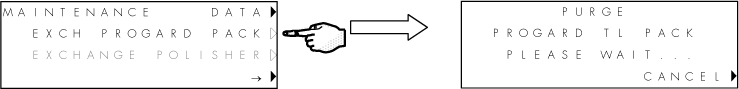 MAINTENANCE DATA
EXCH PROGARD PACK
EXCHANGE POLISHER
→
PURGE
PROGARD TL PACK
PLEASE WAIT...
CANCEL